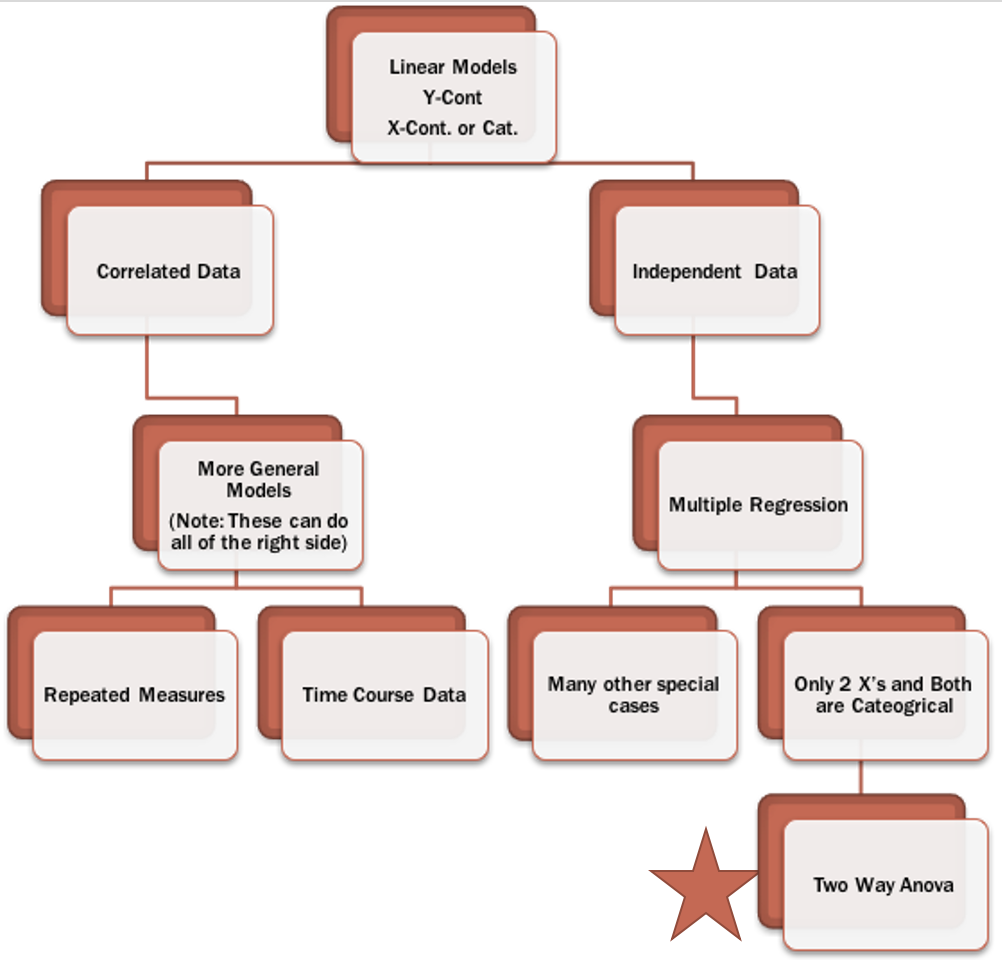 Linear Models
Y-Cont
X-Cont. or Cat.
Correlated Data
Independent Data
More General
Models
(Note: These can do
all of the right side)
Multiple Regression
Repeated Measures
Time Course Data
Many other special
cases
Only 2 X's and Both
are Cateogrical
Two Way Anova